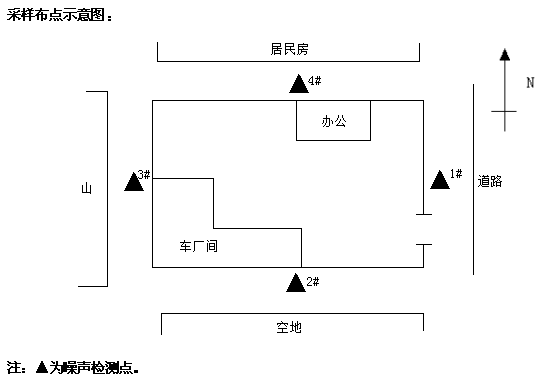 采样布点示意图：
居民房
▲4#
N
办公
▲3#
▲1#
道路
山
车厂间
▲2#
空地
注：▲为噪声检测点。